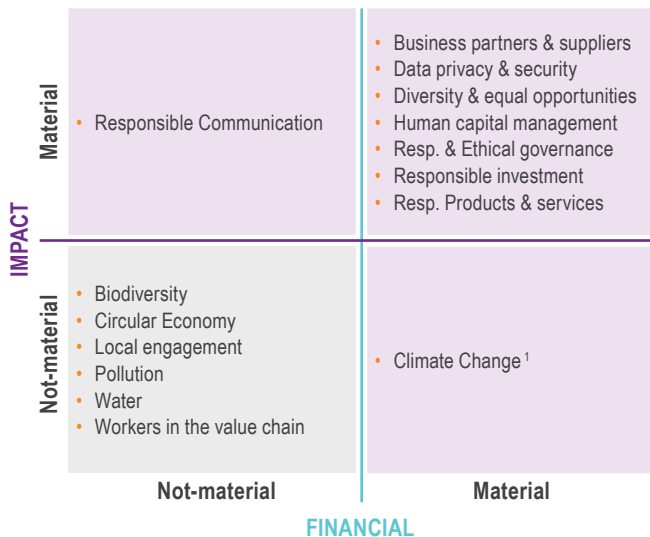 IMPACT
Material
• Responsible Communication
• Business partners & suppliers
• Data privacy & security
• Diversity & equal opportunities
• Human capital management
• Resp. & Ethical governance
• Responsible investment
• Resp. Products & services
Not-material
• Biodiversity
• Circular Economy
• Local engagement
• Pollution
• Water
• Workers in the value chain
• Climate Change ¹
Not-material
Material
FINANCIAL